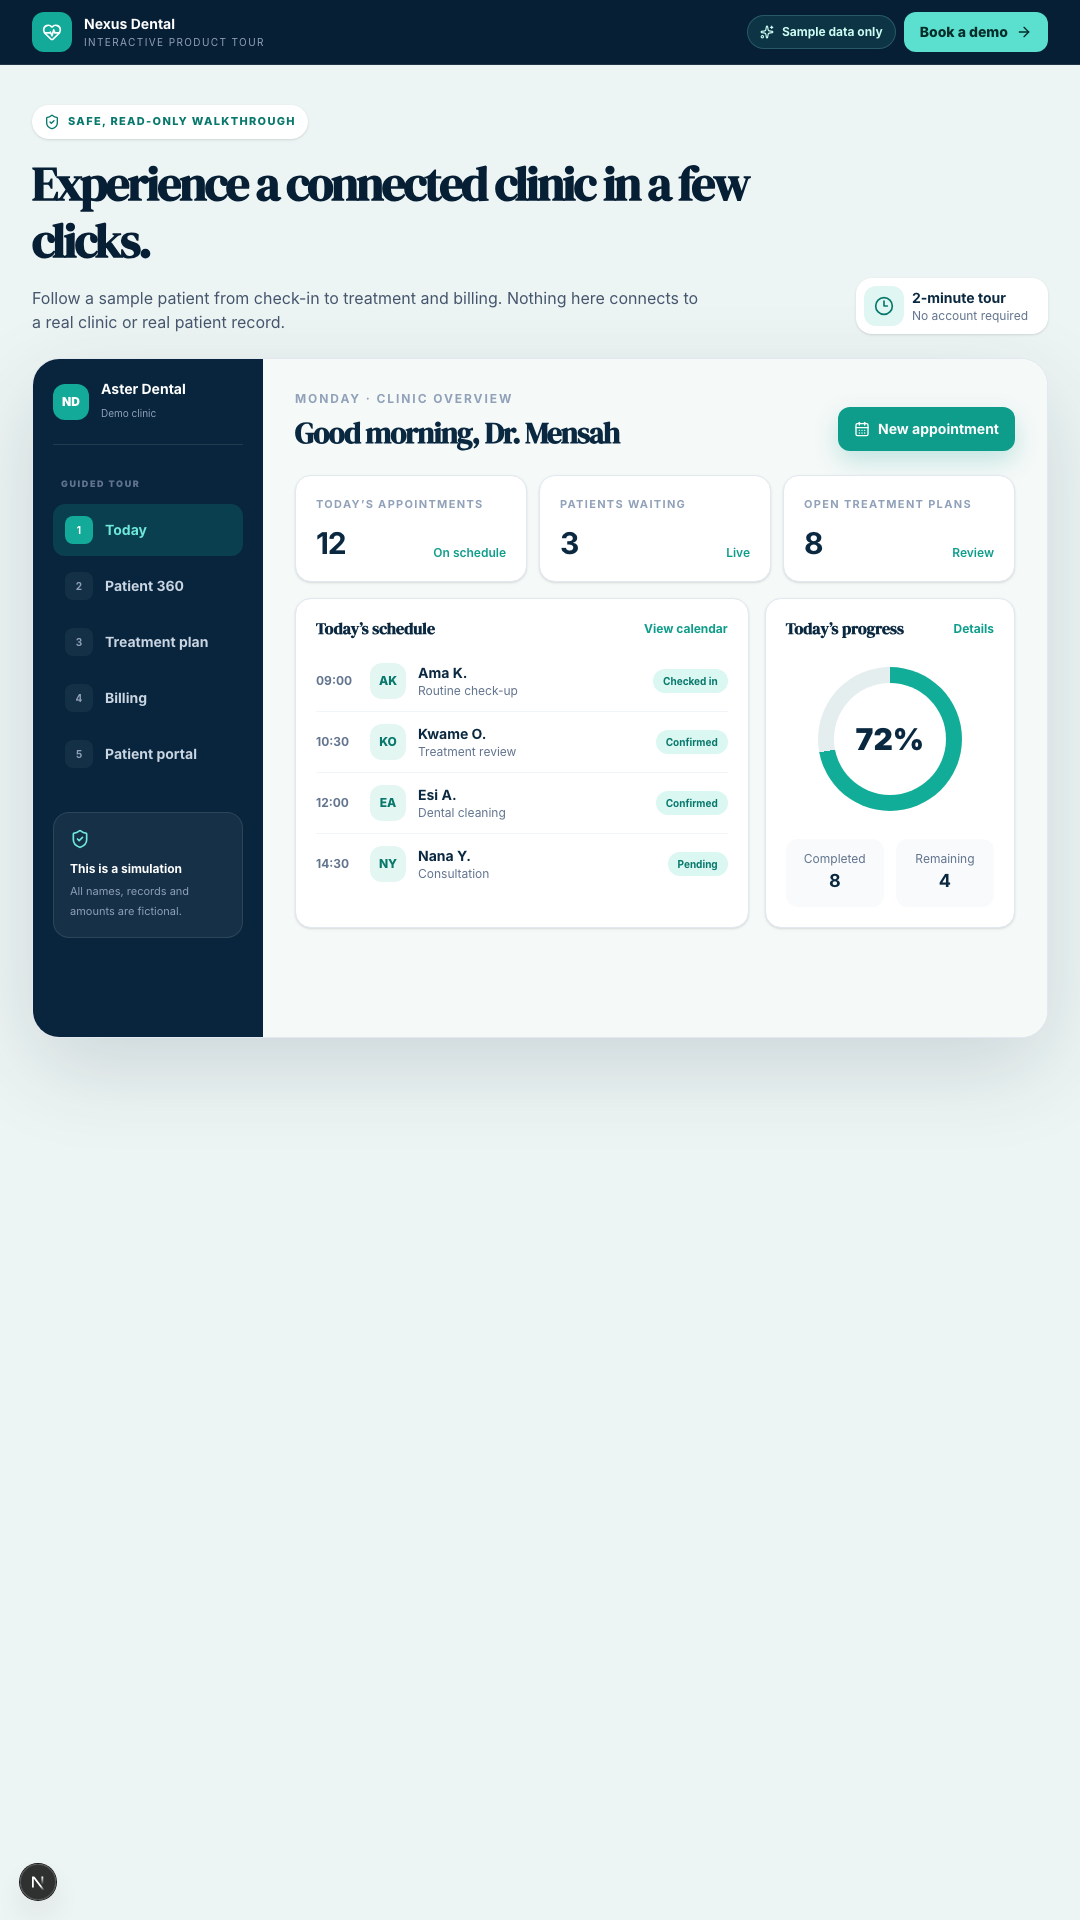 Nexus Dental
INTERACTIVE PRODUCT TOUR
Sample data only
Book a demo
SAFE, READ-ONLY WALKTHROUGH
Experience a connected clinic in a few
clicks.
Follow a sample patient from check-in to treatment and billing. Nothing here connects to
a real clinic or real patient record.
2-minute tour
No account required
ND
Aster Dental
Demo clinic
GUIDED TOUR
1 Today
2 Patient 360
3 Treatment plan
4 Billing
5 Patient portal
This is a simulation
All names, records and
amounts are fictional.
MONDAY · CLINIC OVERVIEW
Good morning, Dr. Mensah
New appointment
TODAY'S APPOINTMENTS
12
On schedule
PATIENTS WAITING
3
Live
OPEN TREATMENT PLANS
8
Review
Today's schedule
View calendar
09:00 AK Ama K. Checked in
Routine check-up
10:30 KO Kwame O. Confirmed
Treatment review
12:00 EA Esi A. Confirmed
Dental cleaning
14:30 NY Nana Y. Pending
Consultation
Today's progress
Details
72%
Completed
8
Remaining
4
N